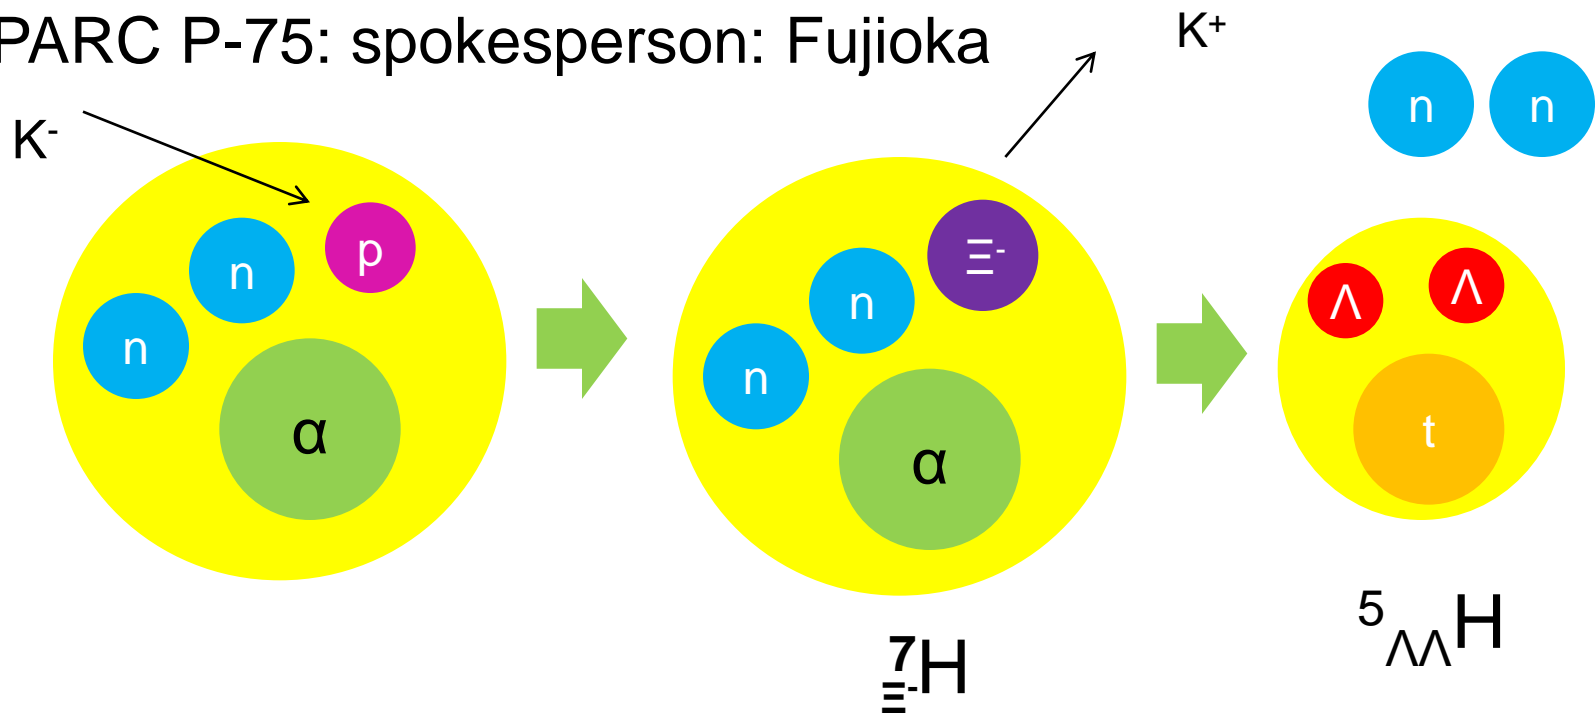 PARC P-75: spokesperson: Fujioka
K⁺
K⁻
n n
n
p
n
α
n
Ξ⁻
n
α
Λ Λ
t
⁷Ξ⁻H
⁵ΛΛH